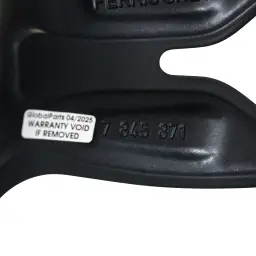 GlobalParts 04/2025
WARRANTY VOID
IF REMOVED
7 845 871